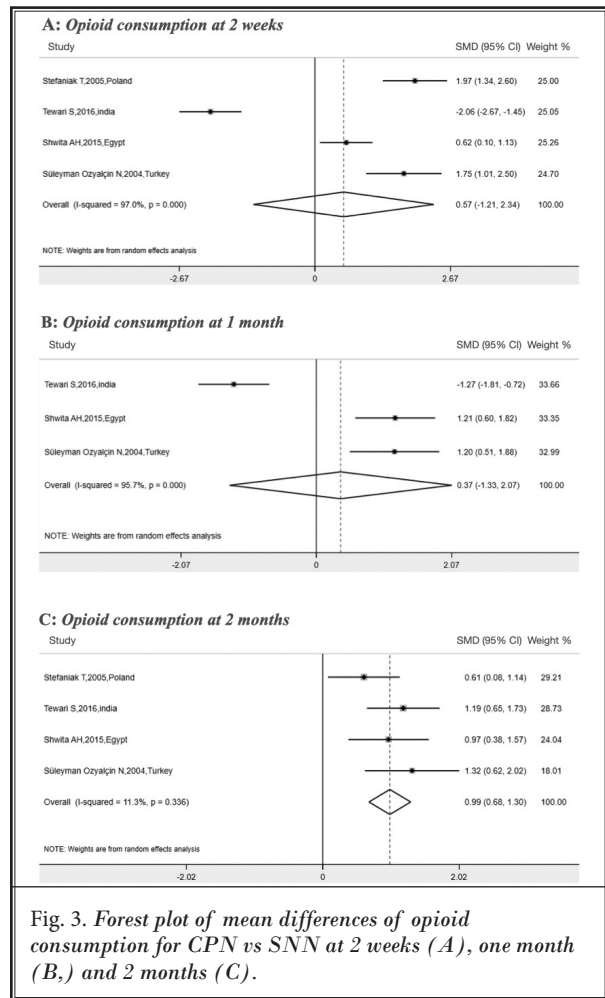 A: Opioid consumption at 2 weeks
Study SMD (95% CI) Weight %
Stefaniak T,2005,Poland 1.97 (1.34, 2.60) 25.00
Tewari S,2016,india -2.06 (-2.67, -1.45) 25.05
Shwita AH,2015,Egypt 0.62 (0.10, 1.13) 25.26
Süleyman Ozyalçin N,2004,Turkey 1.75 (1.01, 2.50) 24.70
Overall (I-squared = 97.0%, p = 0.000) 0.57 (-1.21, 2.34) 100.00
NOTE: Weights are from random effects analysis
-2.67 0 2.67
B: Opioid consumption at 1 month
Study SMD (95% CI) Weight %
Tewari S,2016,india -1.27 (-1.81, -0.72) 33.66
Shwita AH,2015,Egypt 1.21 (0.60, 1.82) 33.35
Süleyman Ozyalçin N,2004,Turkey 1.20 (0.51, 1.88) 32.99
Overall (I-squared = 95.7%, p = 0.000) 0.37 (-1.33, 2.07) 100.00
NOTE: Weights are from random effects analysis
-2.07 0 2.07
C: Opioid consumption at 2 months
Study SMD (95% CI) Weight %
Stefaniak T,2005,Poland 0.61 (0.08, 1.14) 29.21
Tewari S,2016,india 1.19 (0.65, 1.73) 28.73
Shwita AH,2015,Egypt 0.97 (0.38, 1.57) 24.04
Süleyman Ozyalçin N,2004,Turkey 1.32 (0.62, 2.02) 18.01
Overall (I-squared = 11.3%, p = 0.336) 0.99 (0.68, 1.30) 100.00
NOTE: Weights are from random effects analysis
-2.02 0 2.02
Fig. 3. Forest plot of mean differences of opioid
consumption for CPN vs SNN at 2 weeks (A), one month
(B,) and 2 months (C).